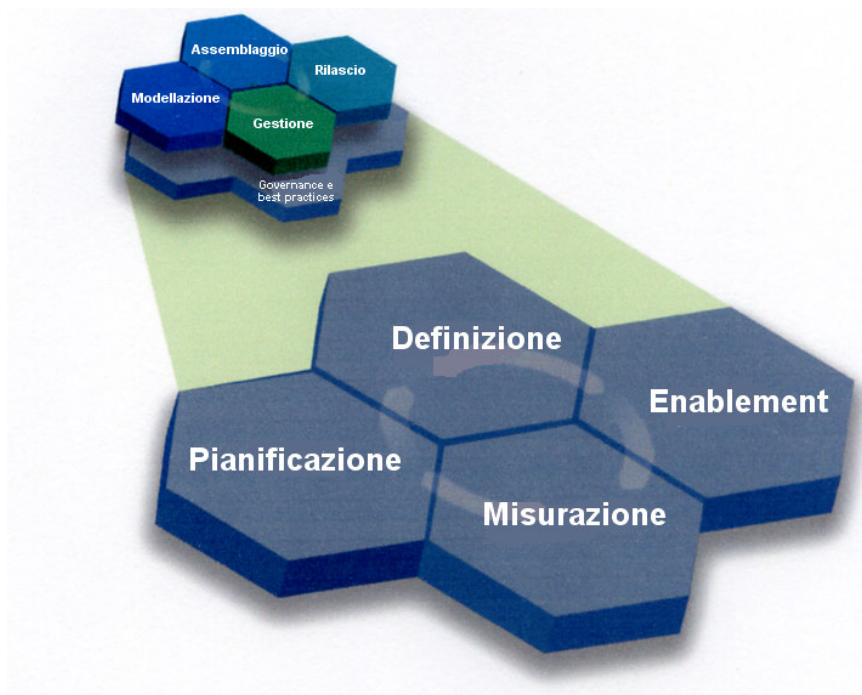 Assemblaggio
Rilascio
Modellazione
Gestione
Governance e
best practices
Definizione
Enablement
Pianificazione
Misurazione